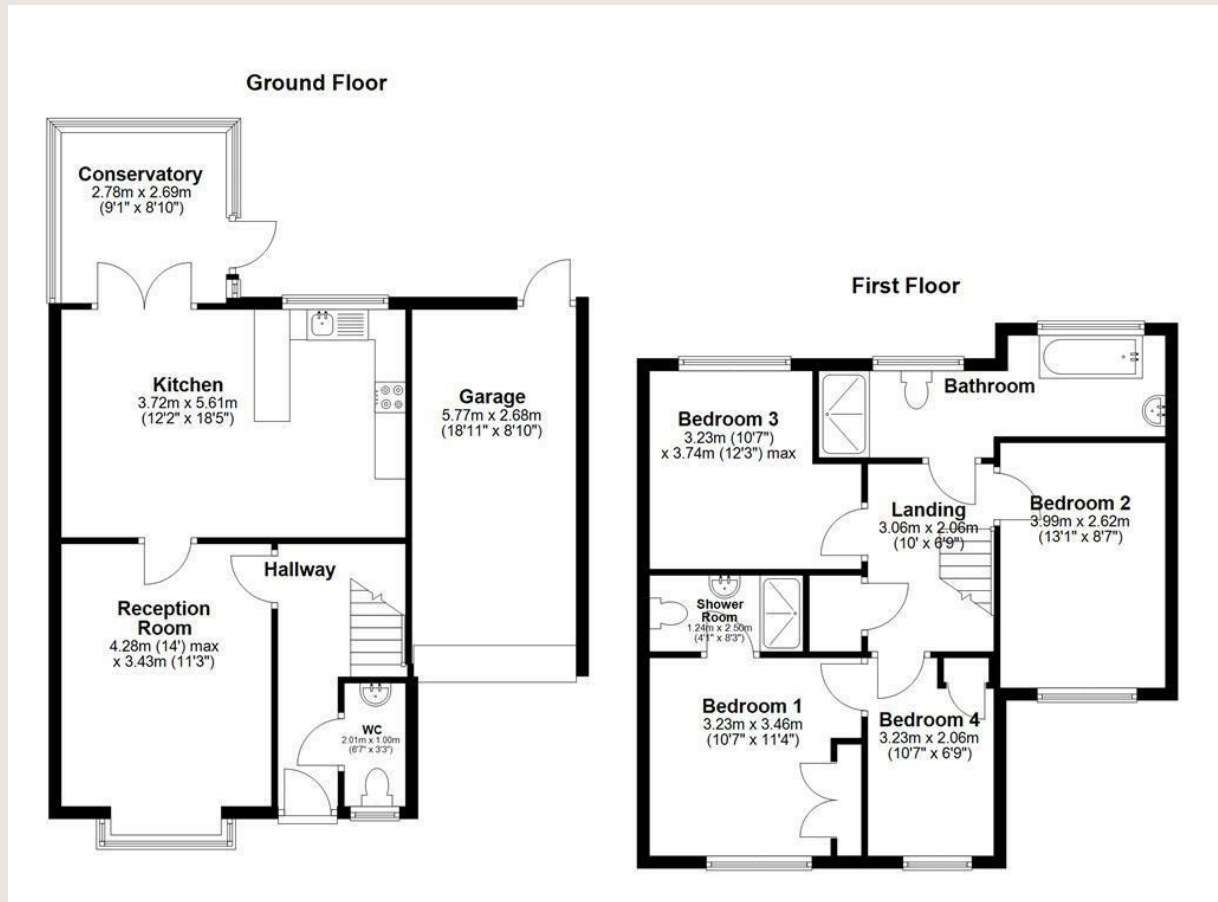 Ground Floor
Conservatory
2.78m x 2.69m
(9'1" x 8'10")
Kitchen
3.72m x 5.61m
(12'2" x 18'5")
Garage
5.77m x 2.68m
(18'11" x 8'10")
Hallway
Reception
Room
4.28m (14') max
x 3.43m (11'3")
WC
2.01m x 1.00m
(6'7" x 3'3")
First Floor
Bathroom
Bedroom 3
3.23m (10'7")
x 3.74m (12'3") max
Landing
3.06m x 2.06m
(10' x 6'9")
Bedroom 2
3.99m x 2.62m
(13'1" x 8'7")
Shower
Room
1.24m x 2.50m
(4'1" x 8'3")
Bedroom 1
3.23m x 3.46m
(10'7" x 11'4")
Bedroom 4
3.23m x 2.06m
(10'7" x 6'9")